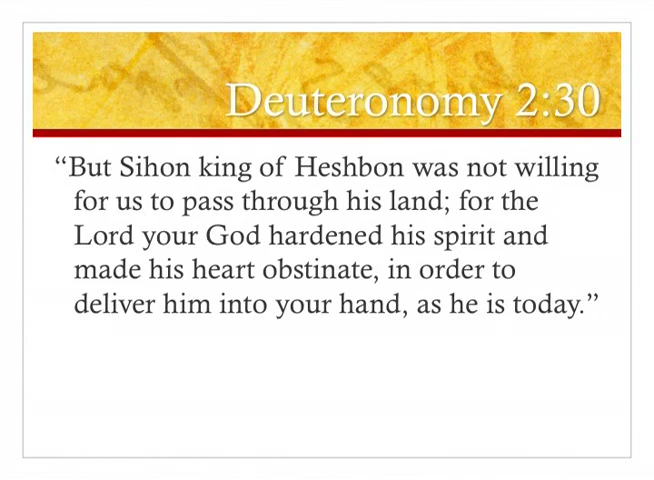 Deuteronomy 2:30
“But Sihon king of Heshbon was not willing
for us to pass through his land; for the
Lord your God hardened his spirit and
made his heart obstinate, in order to
deliver him into your hand, as he is today.”